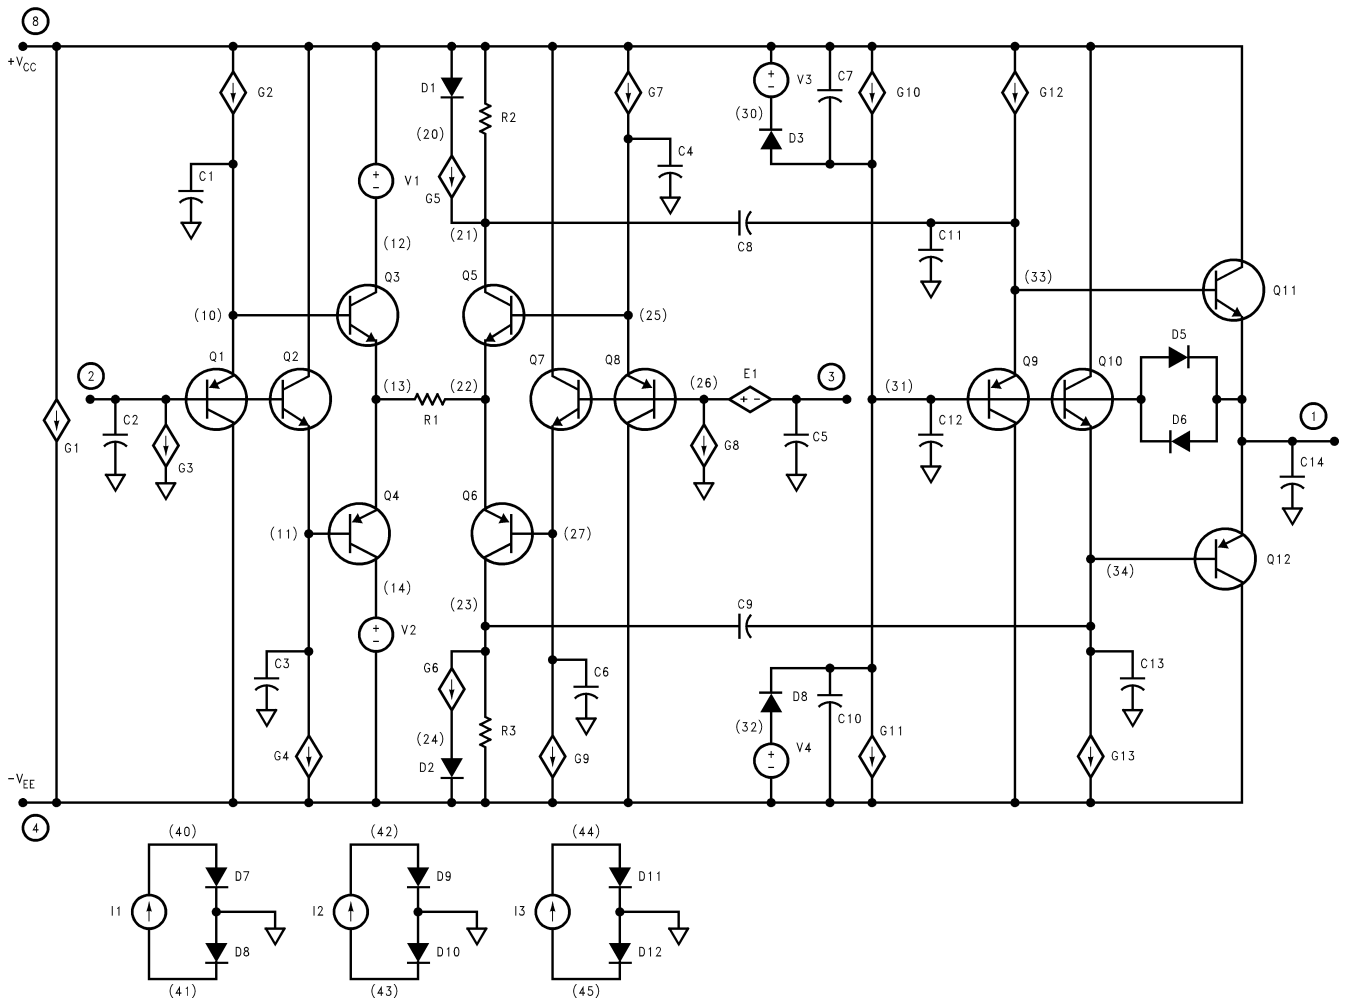 8
+VCC
G2
D1
R2
G7
V3
C7
G10
G12
(30)
D3
(20)
C1
V1
G5
C4
(21)
C8
C11
(12)
Q3
Q5
(33)
Q11
(10)
(25)
D5
Q1
Q2
Q7
Q8
E1
3
Q9
Q10
2
(13)
(22)
(26)
(31)
R1
D6
1
G1
C2
G3
G8
C5
C12
C14
Q4
Q6
(11)
(27)
Q12
(34)
(14)
(23)
C9
V2
C3
G6
C6
D8
C10
C13
(32)
(24)
R3
G11
G4
D2
G9
V4
G13
-VEE
4
(40)
(42)
(44)
D7
D9
D11
I1
I2
I3
D8
D10
D12
(41)
(43)
(45)